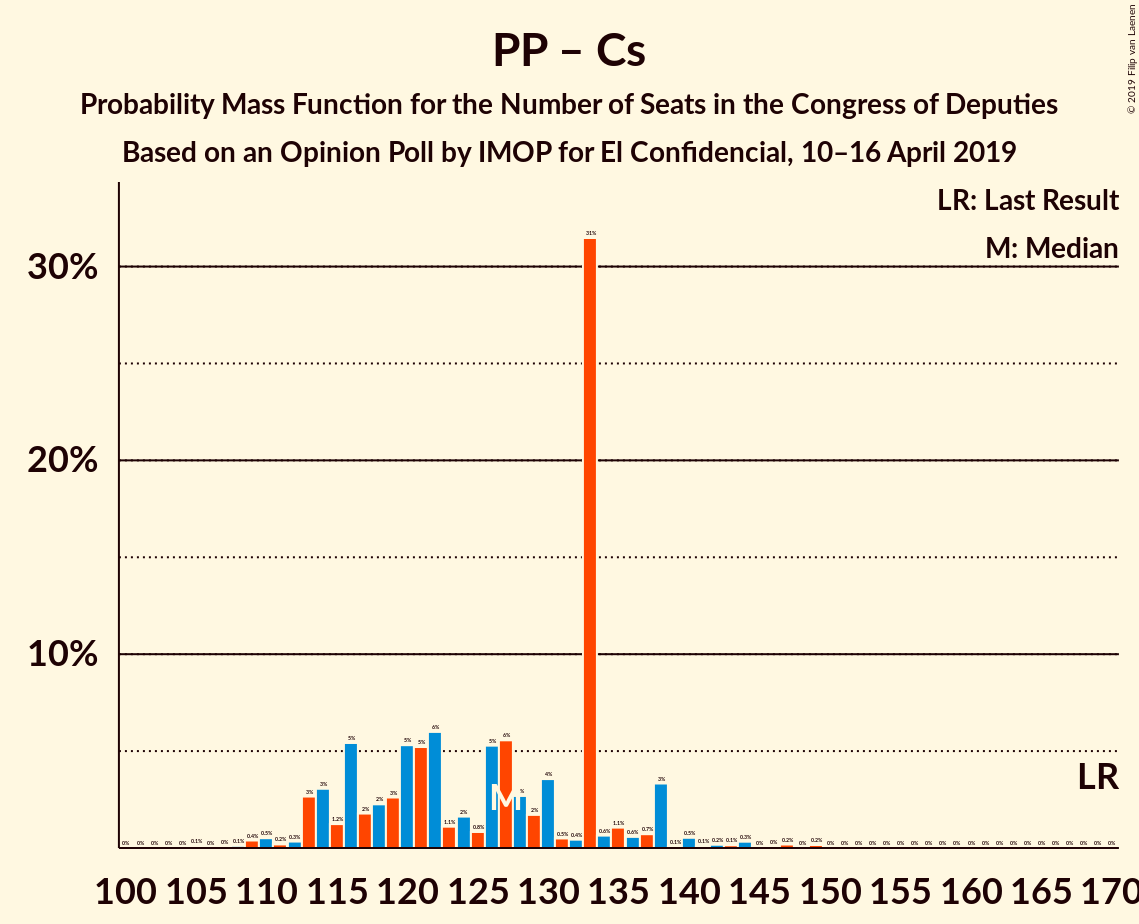 PP – Cs
Probability Mass Function for the Number of Seats in the Congress of Deputies
Based on an Opinion Poll by IMOP for El Confidencial, 10–16 April 2019
© 2019 Filip van Laenen
LR: Last Result
M: Median
30%
20%
10%
0% 0% 0% 0% 0% 0.1% 0% 0% 0.1% 0.4% 0.5% 0.2% 0.3% 3% 3% 1.2% 5% 2% 2% 3% 5% 5% 6% 1.1% 2% 0.8% 5% 6% % 2% 4% 0.5% 0.4% 31% 0.6% 1.1% 0.6% 0.7% 3% 0.1% 0.5% 0.1% 0.2% 0.1% 0.3% 0% 0% 0.2% 0% 0.2% 0% 0% 0% 0% 0% 0% 0% 0% 0% 0% 0% 0% 0% 0% 0% 0% 0% 0% 0% 0% 0%
M
LR
100 105 110 115 120 125 130 135 140 145 150 155 160 165 170